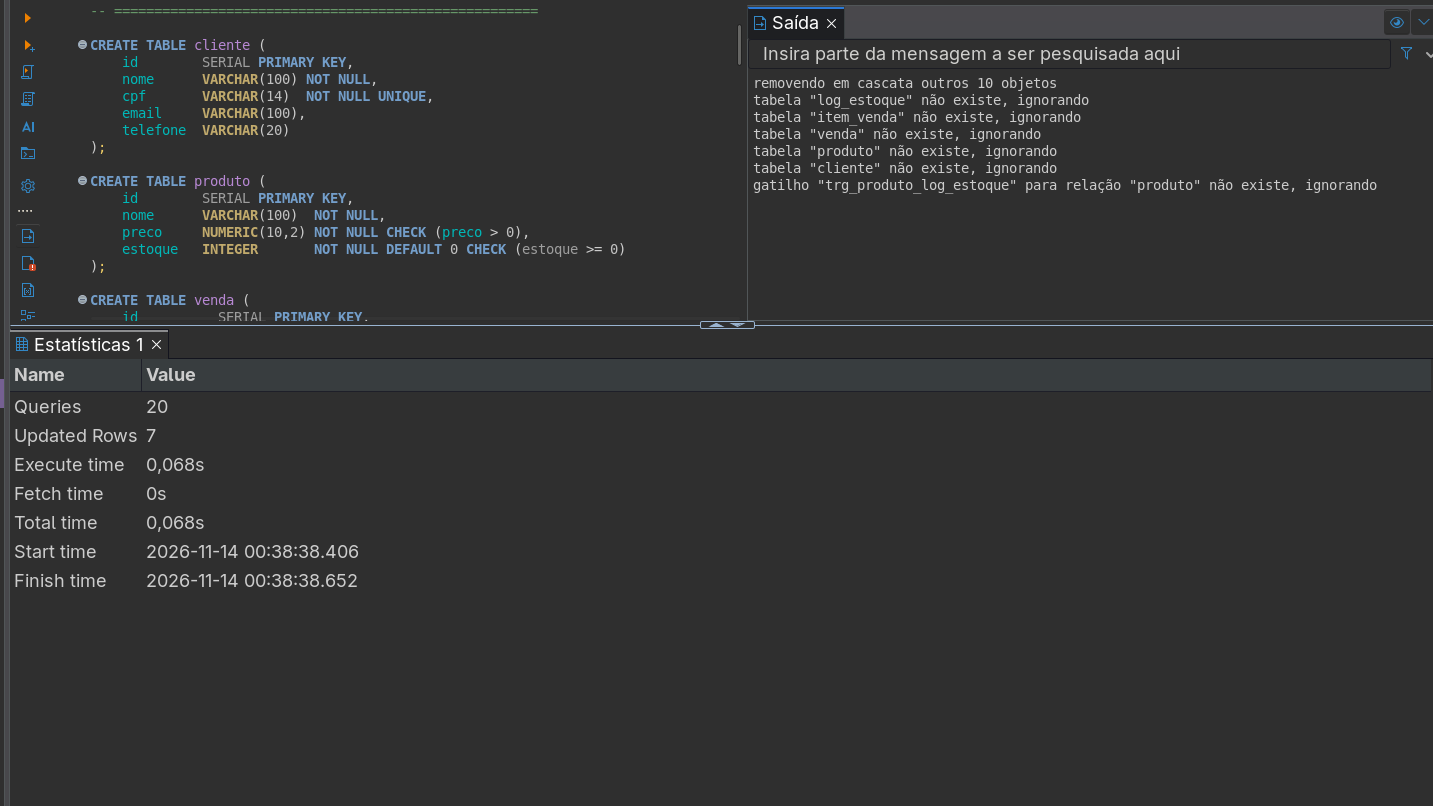 -- =====================================================
CREATE TABLE cliente (
id SERIAL PRIMARY KEY,
nome VARCHAR(100) NOT NULL,
cpf VARCHAR(14) NOT NULL UNIQUE,
email VARCHAR(100),
telefone VARCHAR(20)
);
CREATE TABLE produto (
id SERIAL PRIMARY KEY,
nome VARCHAR(100) NOT NULL,
preco NUMERIC(10,2) NOT NULL CHECK (preco > 0),
estoque INTEGER NOT NULL DEFAULT 0 CHECK (estoque >= 0)
);
CREATE TABLE venda (
id SERIAL PRIMARY KEY,
AI
Saída
Insira parte da mensagem a ser pesquisada aqui
removendo em cascata outros 10 objetos
tabela "log_estoque" não existe, ignorando
tabela "item_venda" não existe, ignorando
tabela "venda" não existe, ignorando
tabela "produto" não existe, ignorando
tabela "cliente" não existe, ignorando
gatilho "trg_produto_log_estoque" para relação "produto" não existe, ignorando
Estatísticas 1
Name Value
Queries 20
Updated Rows 7
Execute time 0,068s
Fetch time 0s
Total time 0,068s
Start time 2026-11-14 00:38:38.406
Finish time 2026-11-14 00:38:38.652